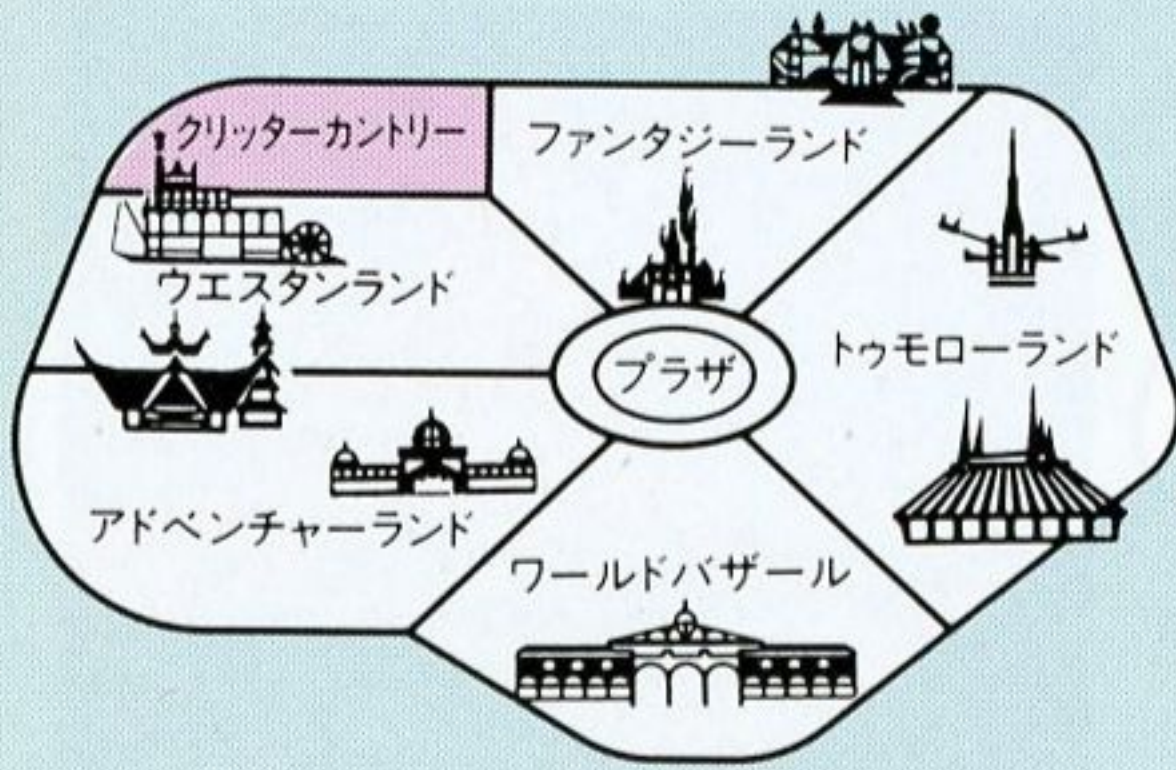 クリッターカントリー
ファンタジーランド
ウエスタンランド
トゥモローランド
プラザ
アドベンチャーランド
ワールドバザール